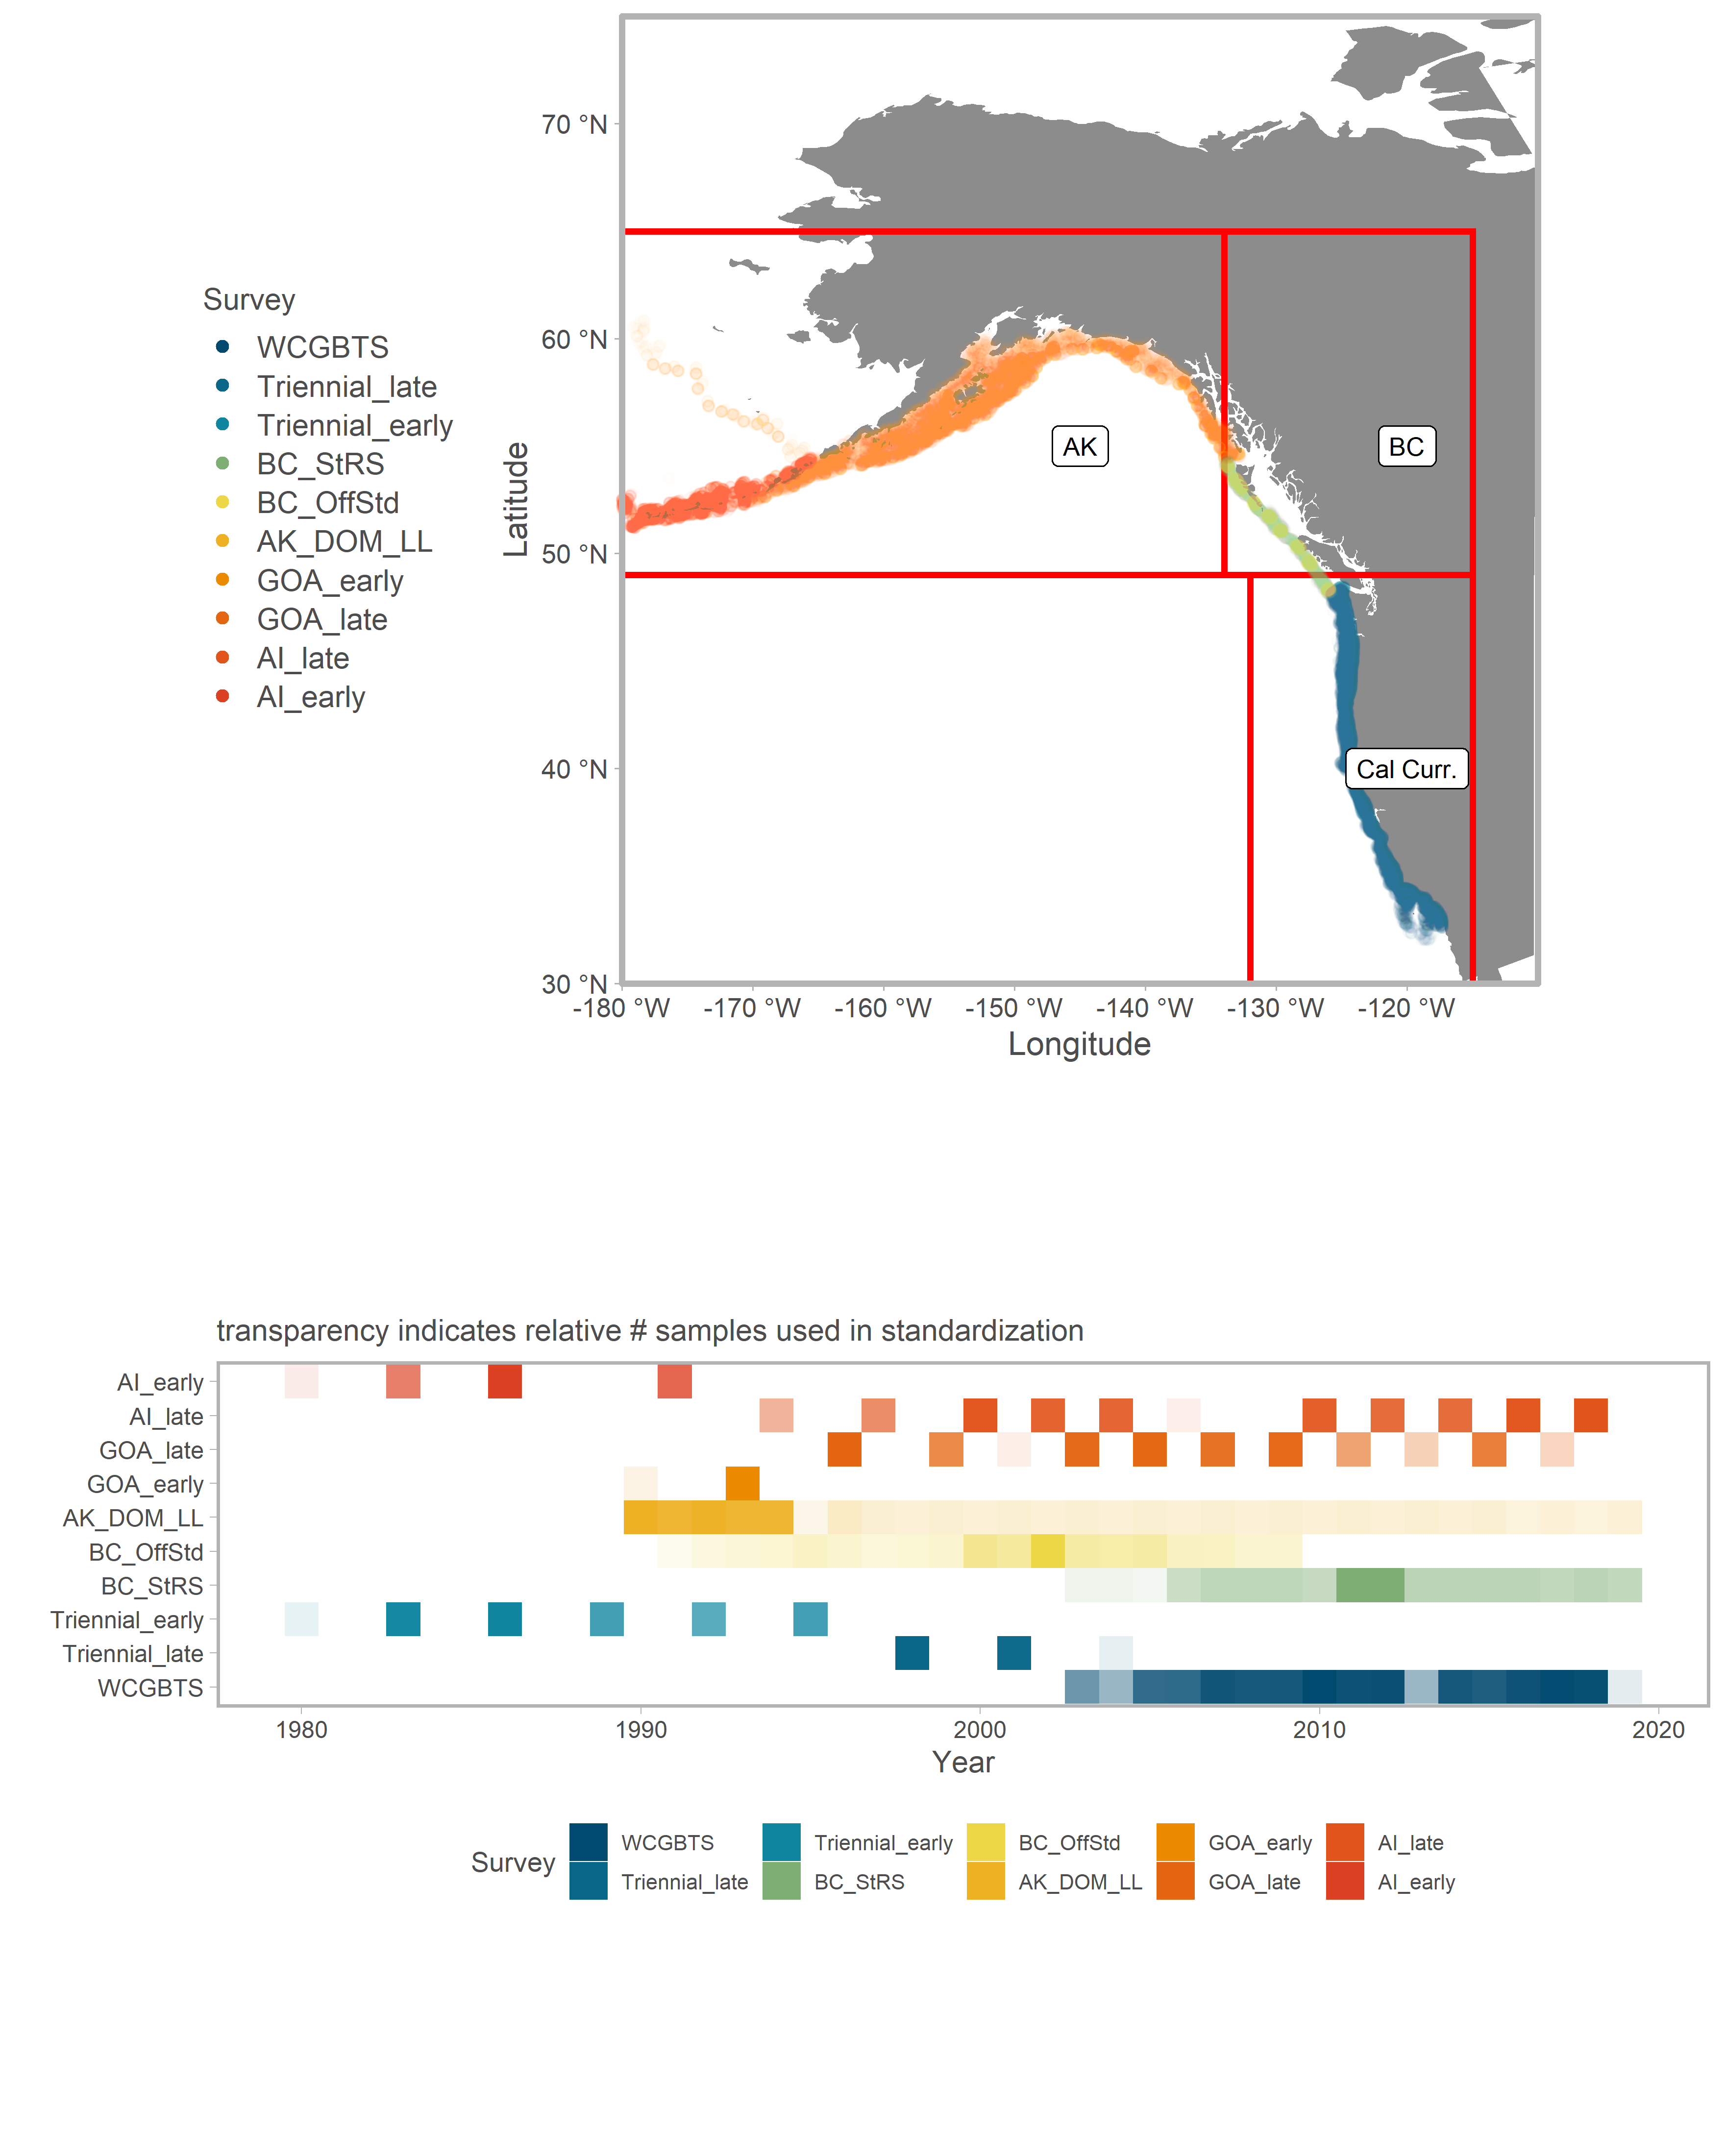 Survey
WCGBTS
Triennial_late
Triennial_early
BC_StRS
BC_OffStd
AK_DOM_LL
GOA_early
GOA_late
AI_late
AI_early
Latitude
70 °N
60 °N
50 °N
40 °N
30 °N
AK
BC
Cal Curr.
-180 °W -170 °W -160 °W -150 °W -140 °W -130 °W -120 °W
Longitude
transparency indicates relative # samples used in standardization
AI_early
AI_late
GOA_late
GOA_early
AK_DOM_LL
BC_OffStd
BC_StRS
Triennial_early
Triennial_late
WCGBTS
1980 1990 2000 2010 2020
Year
Survey
WCGBTS Triennial_early BC_OffStd GOA_early AI_late
Triennial_late BC_StRS AK_DOM_LL GOA_late AI_early